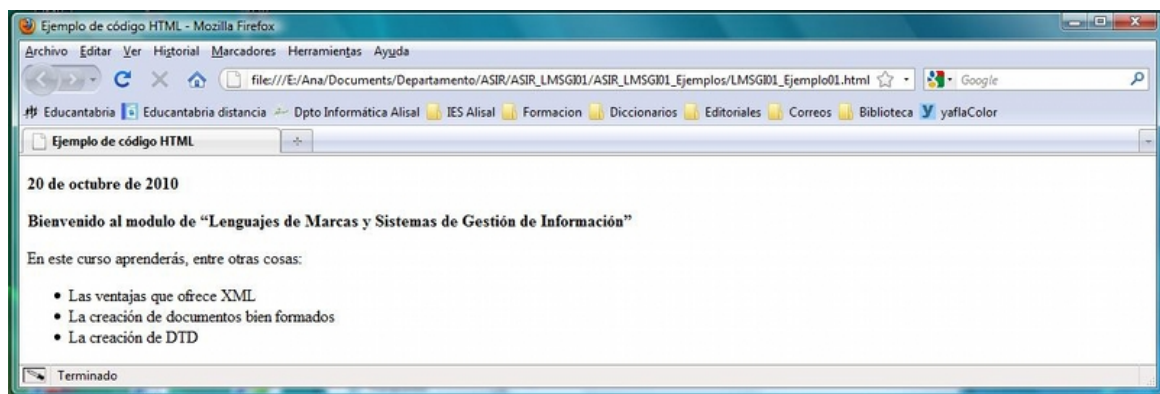 Ejemplo de código HTML - Mozilla Firefox
Archivo Editar Ver Historial Marcadores Herramientas Ayuda
file:///E:/Ana/Documents/Departamento/ASIR/ASIR_LMSGI01/ASIR_LMSGI01_Ejemplos/LMSGI01_Ejemplo01.html Google
Educantabria Educantabria distancia Dpto Informática Alisal IES Alisal Formacion Diccionarios Editoriales Correos Biblioteca yaflaColor
Ejemplo de código HTML
20 de octubre de 2010
Bienvenido al modulo de “Lenguajes de Marcas y Sistemas de Gestión de Información”
En este curso aprenderás, entre otras cosas:
• Las ventajas que ofrece XML
• La creación de documentos bien formados
• La creación de DTD
Terminado